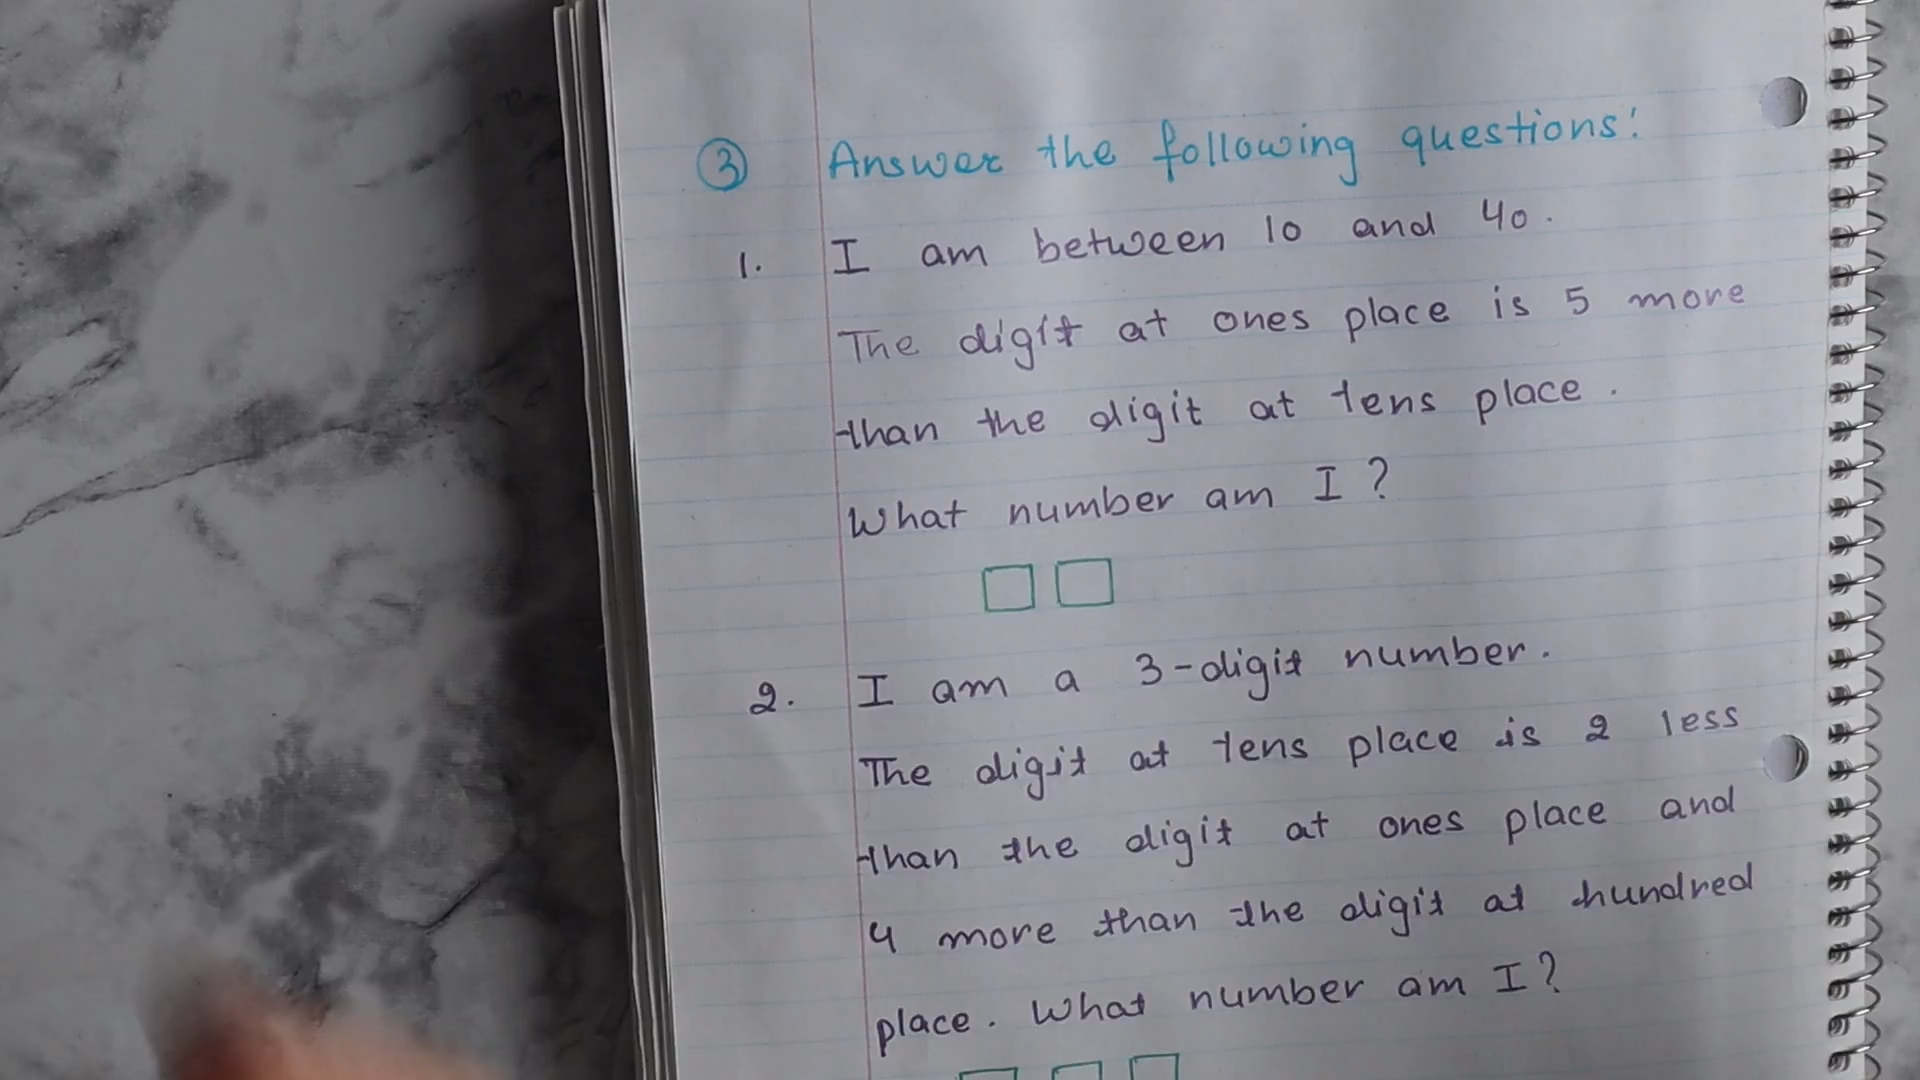 3 Answer the following questions:
1. I am between 10 and 40.
The digit at ones place is 5 more
than the digit at tens place.
What number am I?
2. I am a 3-digit number.
The digit at tens place is 2 less
than the digit at ones place and
4 more than the digit at hundred
place. What number am I?